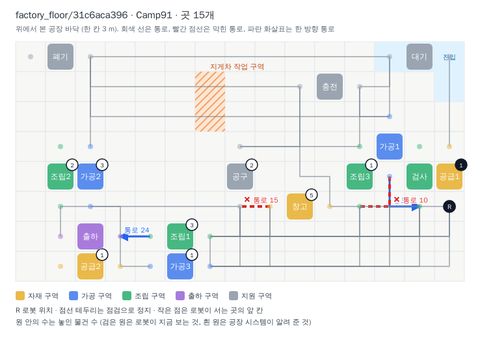 factory_floor/31c6aca396 · Camp91 · 곳 15개
위에서 본 공장 바닥 (한 칸 3 m). 회색 선은 통로, 빨간 점선은 막힌 통로, 파란 화살표는 한 방향 통로
폐기
대기
진입
지게차 작업 구역
충전
가공1
조립2 2
가공2 3
공구 2
조립3 1
검사
공급1 1
통로 15
통로 10
창고 5
R
출하
통로 24
조립1 3
공급2 1
가공3 1
자재 구역
가공 구역
조립 구역
출하 구역
지원 구역
R 로봇 위치 · 점선 테두리는 점검으로 정지 · 작은 점은 로봇이 서는 곳의 앞 칸
원 안의 수는 놓인 물건 수 (검은 원은 로봇이 지금 보는 것, 흰 원은 공장 시스템이 알려 준 것)